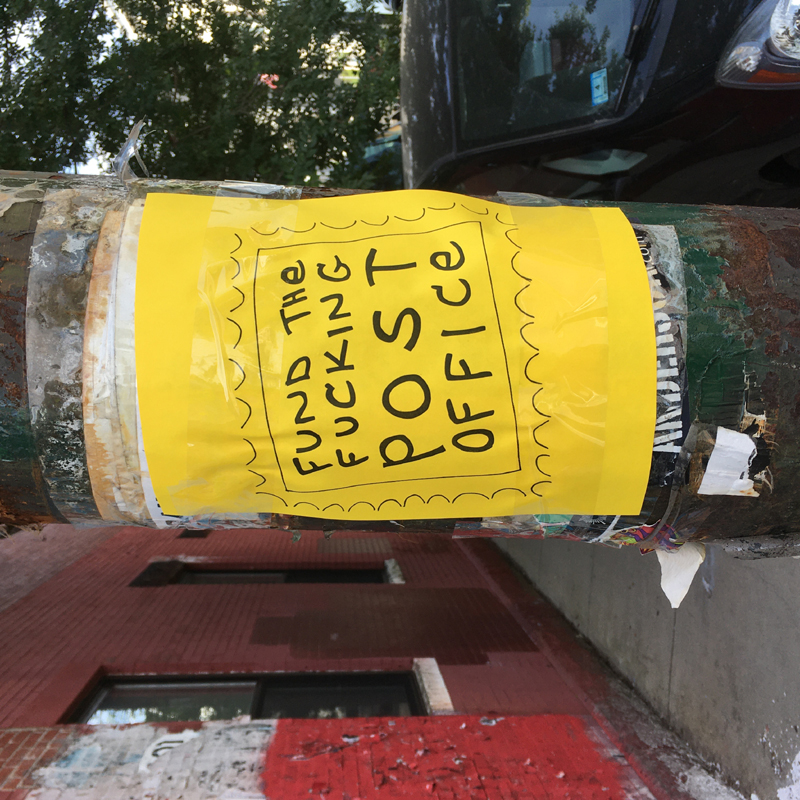 FUND THe
FUCKING
POST
OFFIce